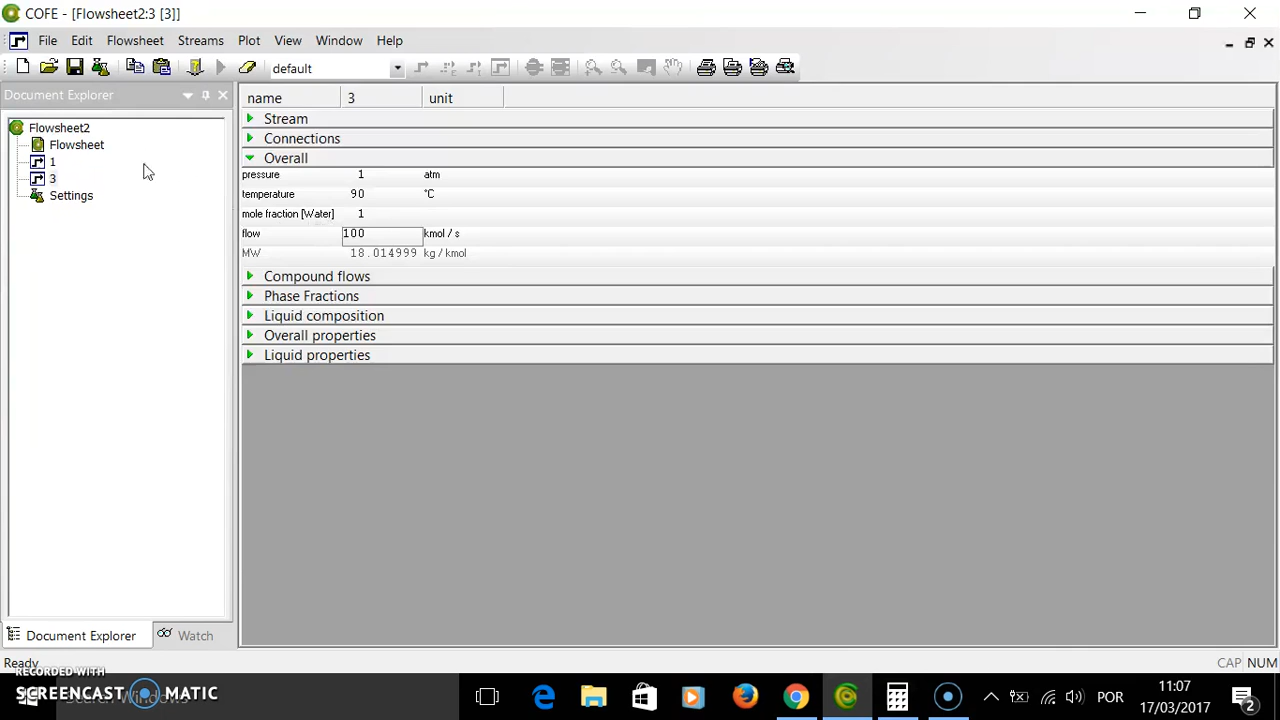 COFE - [Flowsheet2:3 [3]]
File Edit Flowsheet Streams Plot View Window Help
default
Document Explorer
Flowsheet2
Flowsheet
1
3
Settings
name 3 unit
Stream
Connections
Overall
pressure 1 atm
temperature 90 °C
mole fraction [Water] 1
flow 100 kmol / s
MW 18.014999 kg / kmol
Compound flows
Phase Fractions
Liquid composition
Overall properties
Liquid properties
Document Explorer Watch
Ready CAP NUM
RECORDED WITH
SCREENCAST MATIC
Windows
POR
11:07
17/03/2017
2